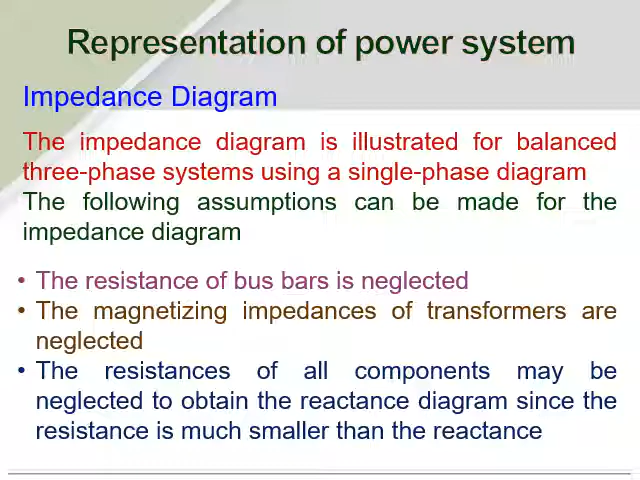 Representation of power system
Impedance Diagram
The impedance diagram is illustrated for balanced
three-phase systems using a single-phase diagram
The following assumptions can be made for the
impedance diagram
• The resistance of bus bars is neglected
• The magnetizing impedances of transformers are
neglected
• The resistances of all components may be
neglected to obtain the reactance diagram since the
resistance is much smaller than the reactance